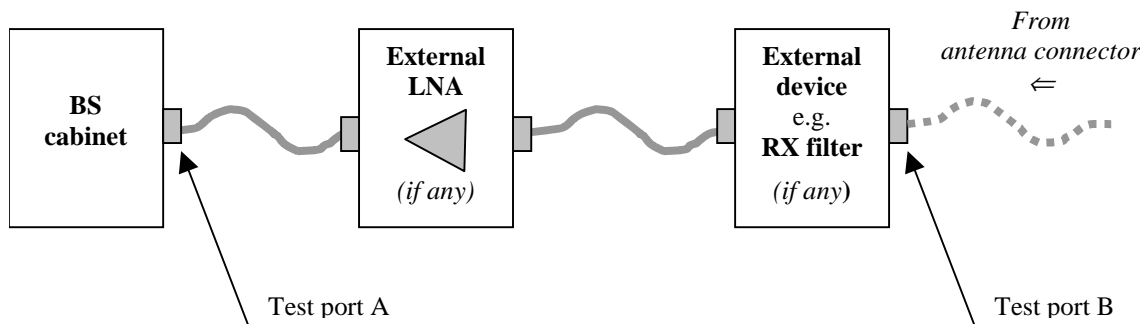 BS
cabinet
External
LNA
(if any)
External
device
e.g.
RX filter
(if any)
From
antenna connector
⇐
Test port A
Test port B